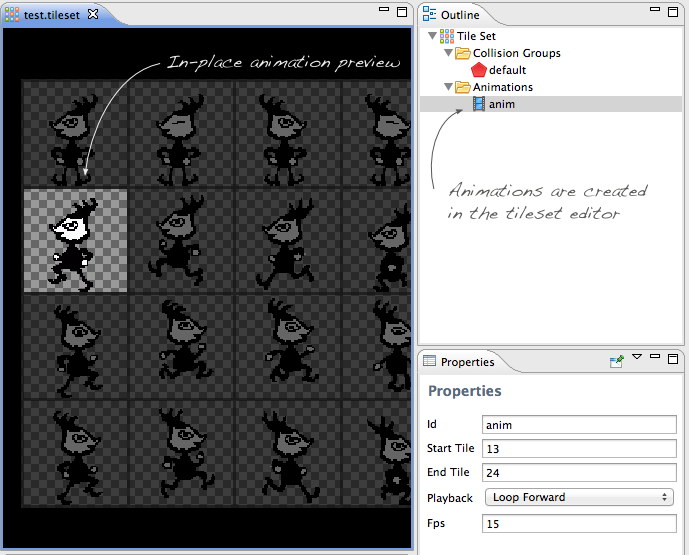 test.tileset
In-place animation preview
Outline
Tile Set
Collision Groups
default
Animations
anim
Animations are created
in the tileset editor
Properties
Properties
Id anim
Start Tile 13
End Tile 24
Playback Loop Forward
Fps 15